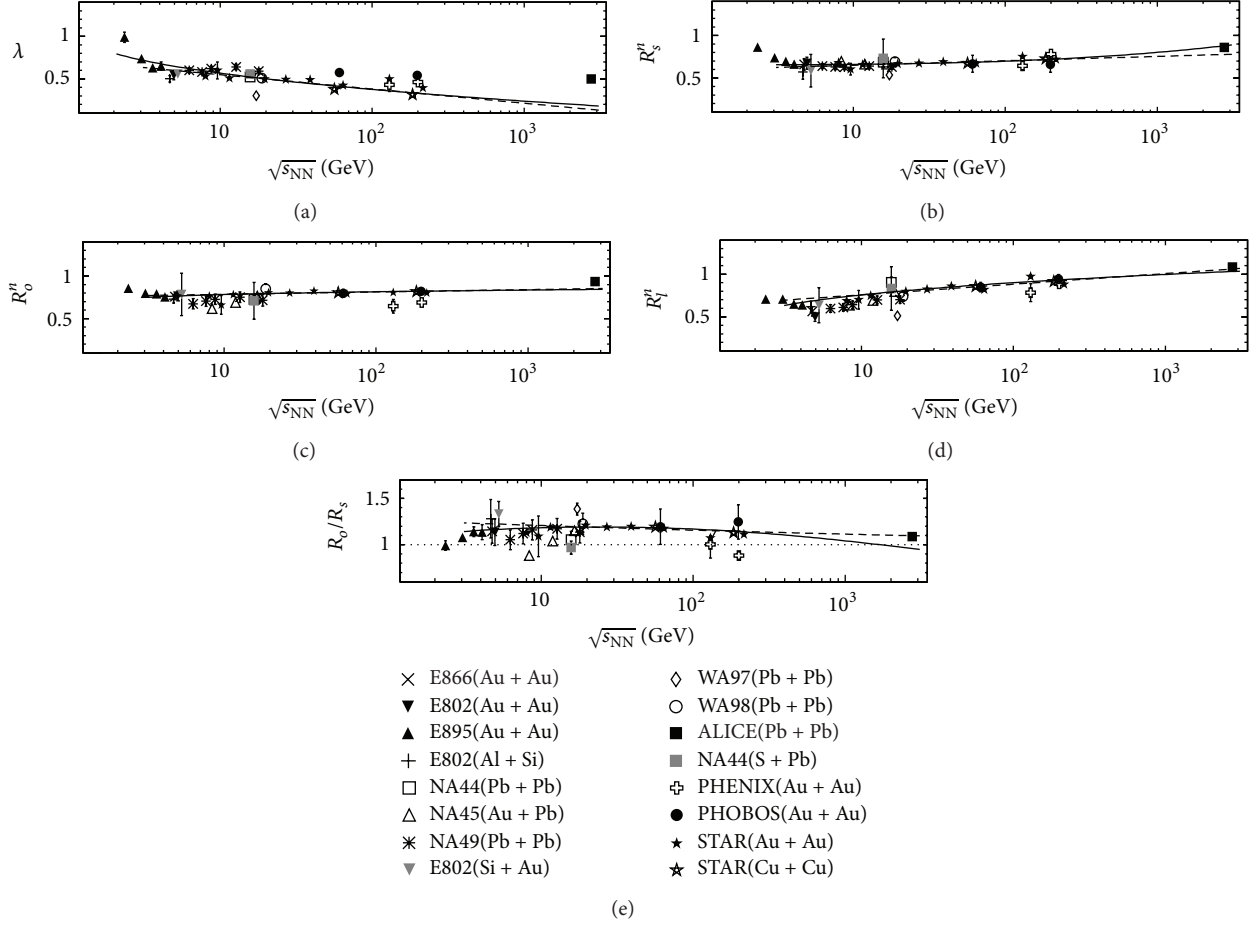 λ
1
0.5
10
10²
10³
√sNN (GeV)
(a)
Rₛⁿ
1
0.5
10
10²
10³
√sNN (GeV)
(b)
Rₒⁿ
1
0.5
10
10²
10³
√sNN (GeV)
(c)
Rₗⁿ
1
0.5
10
10²
10³
√sNN (GeV)
(d)
Rₒ/Rₛ
1.5
1
10
10²
10³
√sNN (GeV)
E866(Au + Au)
E802(Au + Au)
E895(Au + Au)
E802(Al + Si)
NA44(Pb + Pb)
NA45(Au + Pb)
NA49(Pb + Pb)
E802(Si + Au)
WA97(Pb + Pb)
WA98(Pb + Pb)
ALICE(Pb + Pb)
NA44(S + Pb)
PHENIX(Au + Au)
PHOBOS(Au + Au)
STAR(Au + Au)
STAR(Cu + Cu)
(e)